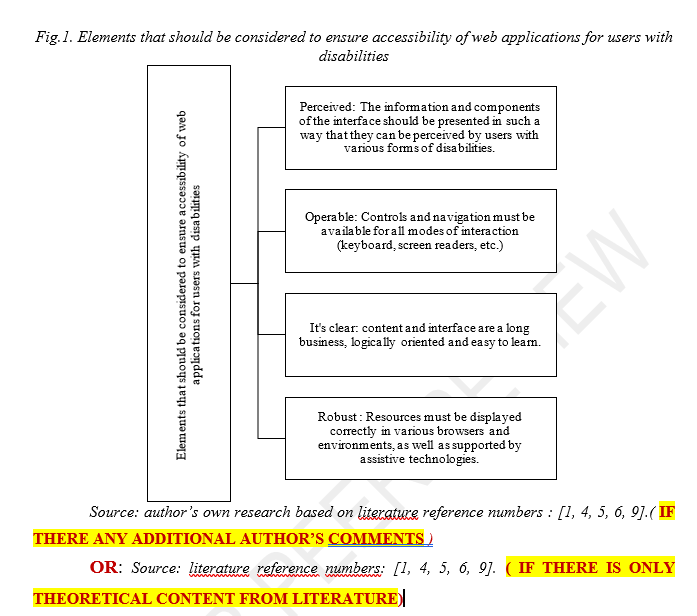 Fig.1. Elements that should be considered to ensure accessibility of web applications for users with
disabilities
Elements that should be considered to ensure accessibility of web
applications for users with disabilities
Perceived: The information and components
of the interface should be presented in such a
way that they can be perceived by users with
various forms of disabilities.
Operable: Controls and navigation must be
available for all modes of interaction
(keyboard, screen readers, etc.)
It's clear: content and interface are a long
business, logically oriented and easy to learn.
Robust: Resources must be displayed
correctly in various browsers and
environments, as well as supported by
assistive technologies.
Source: author's own research based on literature reference numbers : [1, 4, 5, 6, 9].( IF
THERE ANY ADDITIONAL AUTHOR'S COMMENTS )
OR: Source: literature reference numbers: [1, 4, 5, 6, 9]. ( IF THERE IS ONLY
THEORETICAL CONTENT FROM LITERATURE)